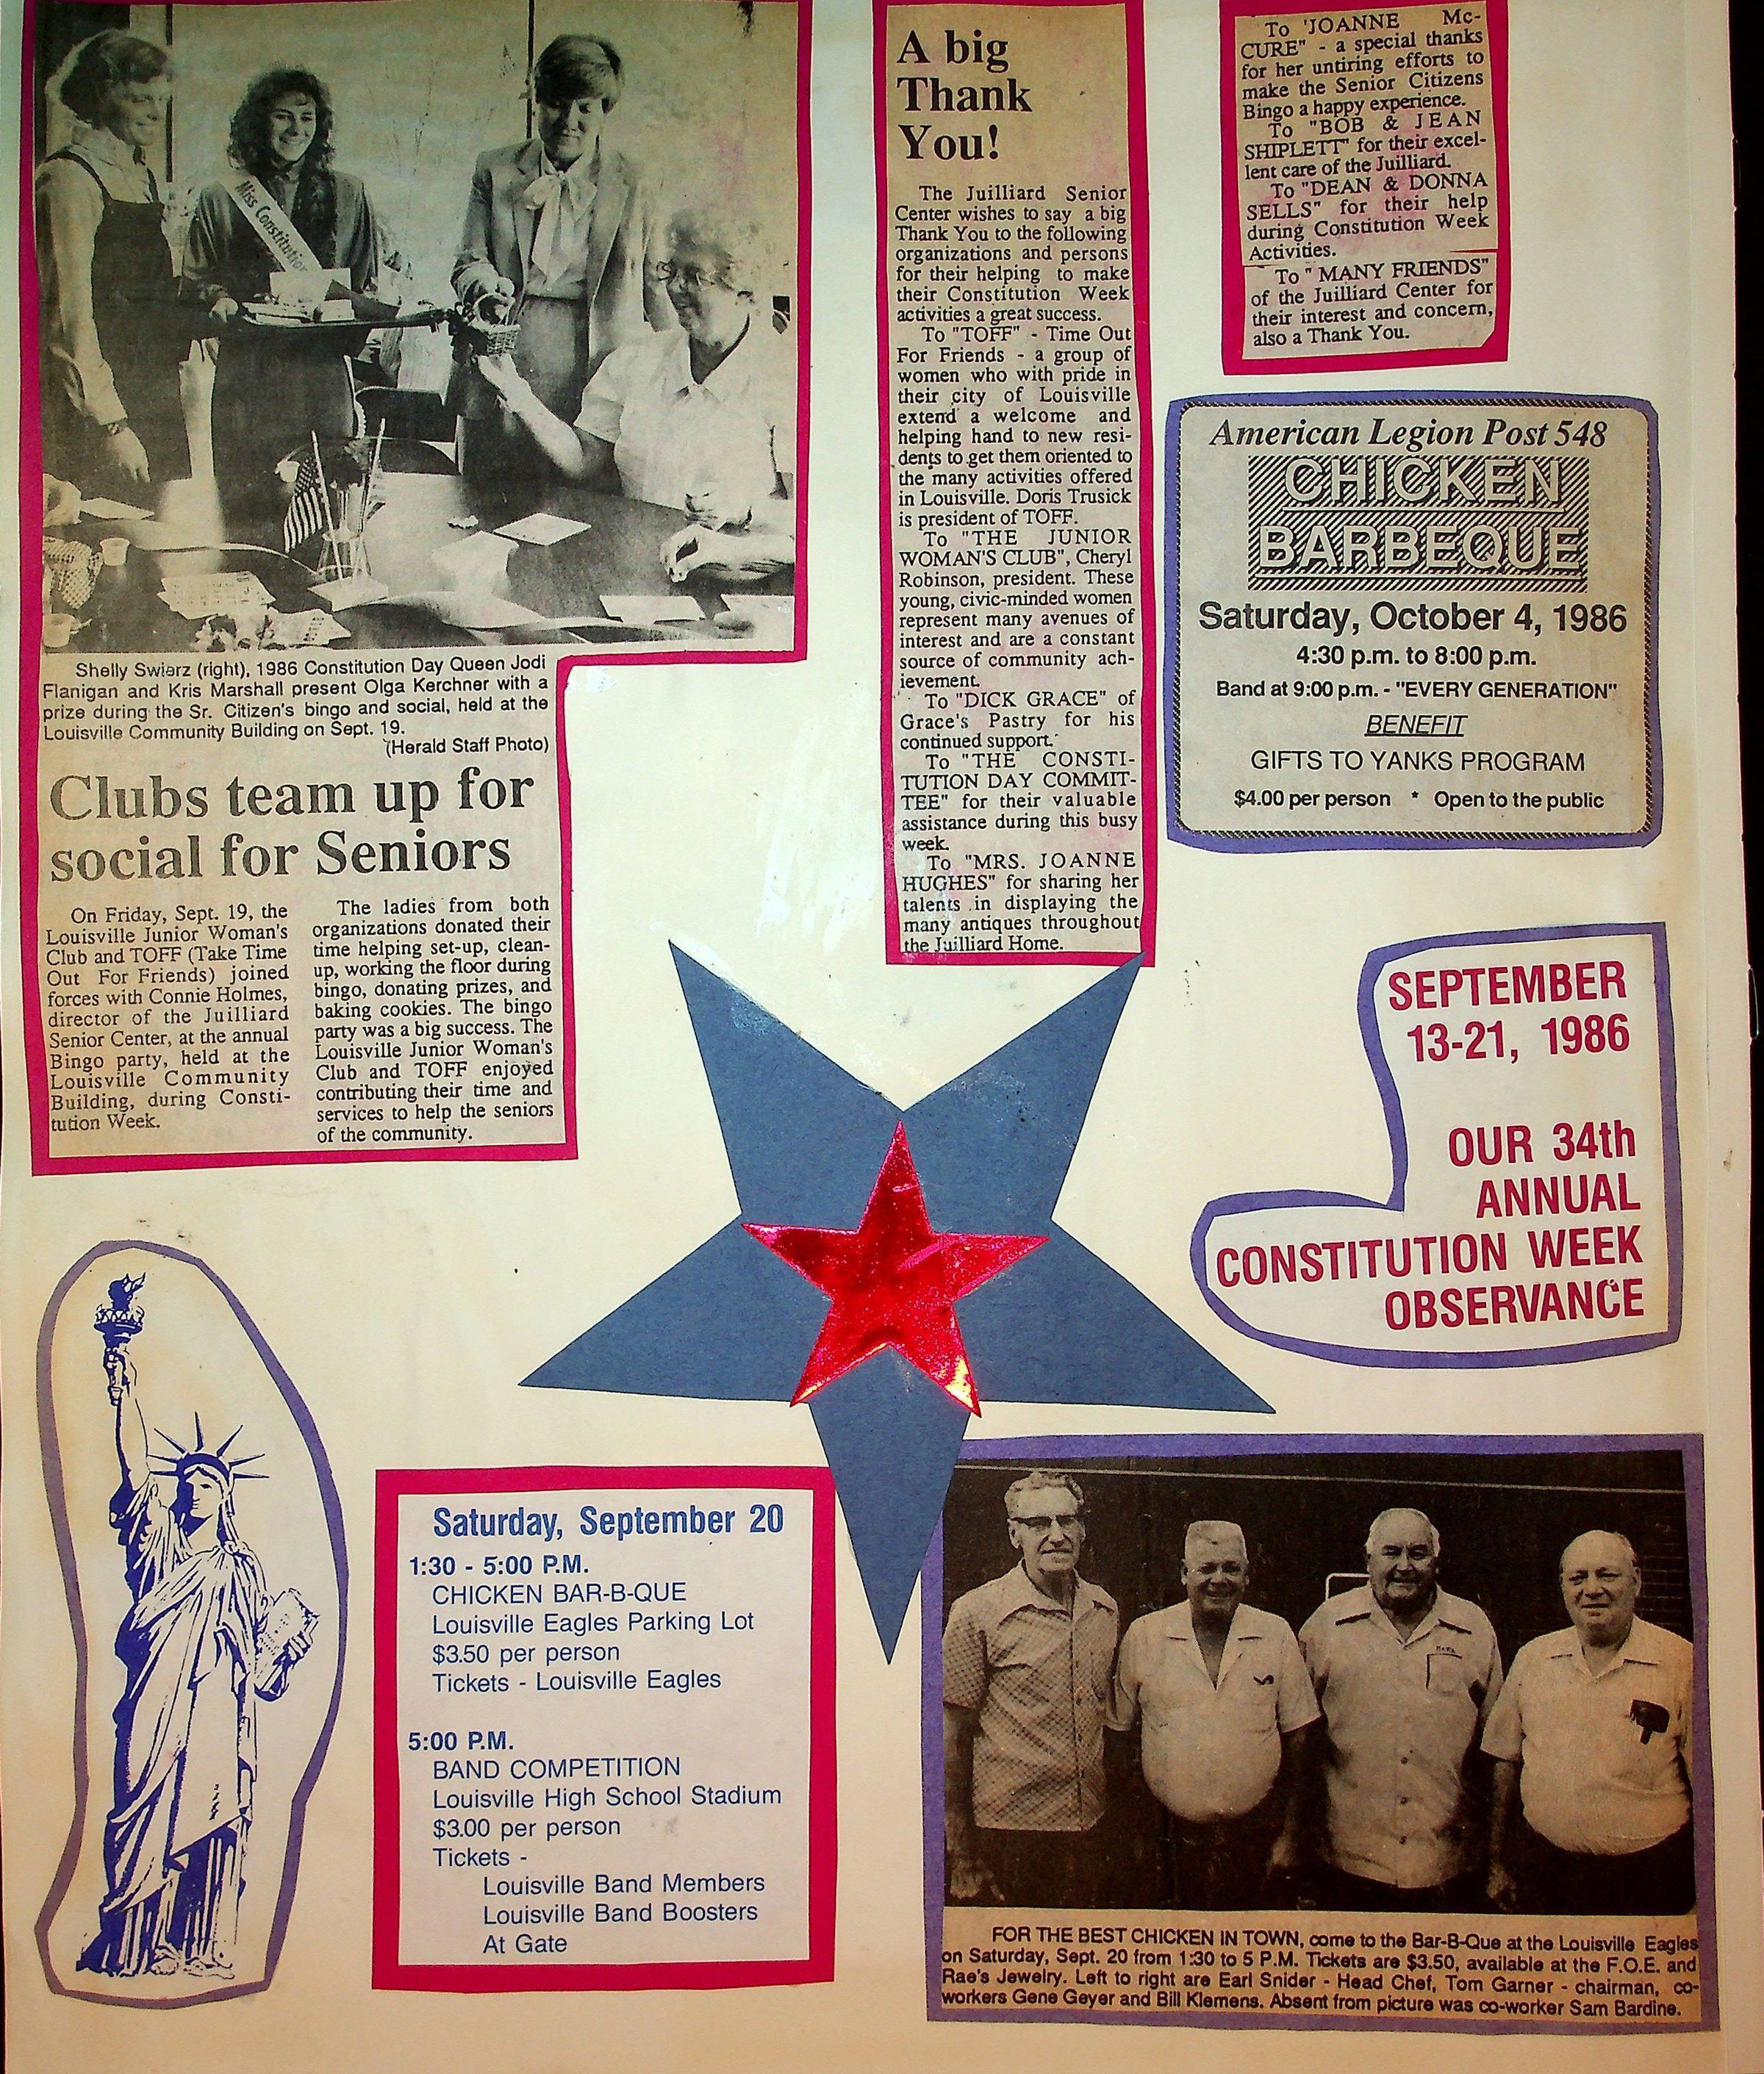 Miss Constitution
Shelly Swierz (right), 1986 Constitution Day Queen Jodi
Flanigan and Kris Marshall present Olga Kerchner with a
prize during the Sr. Citizen's bingo and social, held at the
Louisville Community Building on Sept. 19.
(Herald Staff Photo)
Clubs team up for
social for Seniors
On Friday, Sept. 19, the
Louisville Junior Woman's
Club and TOFF (Take Time
Out For Friends) joined
forces with Connie Holmes,
director of the Juilliard
Senior Center, at the annual
Bingo party, held at the
Louisville Community
Building, during Consti-
tution Week.
The ladies from both
organizations donated their
time helping set-up, clean-
up, working the floor during
bingo, donating prizes, and
baking cookies. The bingo
party was a big success. The
Louisville Junior Woman's
Club and TOFF enjoyed
contributing their time and
services to help the seniors
of the community.
A big
Thank
You!
The Juilliard Senior
Center wishes to say a big
Thank You to the following
organizations and persons
for their helping to make
their Constitution Week
activities a great success.
To "TOFF" - Time Out
For Friends - a group of
women who with pride in
their city of Louisville
extend a welcome and
helping hand to new resi-
dents to get them oriented to
the many activities offered
in Louisville. Doris Trusick
is president of TOFF.
To "THE JUNIOR
WOMAN'S CLUB", Cheryl
Robinson, president. These
young, civic-minded women
represent many avenues of
interest and are a constant
source of community ach-
ievement.
To "DICK GRACE" of
Grace's Pastry for his
continued support.
To "THE CONSTI-
TUTION DAY COMMIT-
TEE" for their valuable
assistance during this busy
week.
To "MRS. JOANNE
HUGHES" for sharing her
talents in displaying the
many antiques throughout
the Juilliard Home.
To 'JOANNE Mc-
CURE" - a special thanks
for her untiring efforts to
make the Senior Citizens
Bingo a happy experience.
To "BOB & JEAN
SHIPLETT" for their excel-
lent care of the Juilliard.
To "DEAN & DONNA
SELLS" for their help
during Constitution Week
Activities.
To " MANY FRIENDS"
of the Juilliard Center for
their interest and concern,
also a Thank You.
American Legion Post 548
CHICKEN
BARBEQUE
Saturday, October 4, 1986
4:30 p.m. to 8:00 p.m.
Band at 9:00 p.m. - "EVERY GENERATION"
BENEFIT
GIFTS TO YANKS PROGRAM
$4.00 per person * Open to the public
SEPTEMBER
13-21, 1986
OUR 34th
ANNUAL
CONSTITUTION WEEK
OBSERVANCE
Saturday, September 20
1:30 - 5:00 P.M.
CHICKEN BAR-B-QUE
Louisville Eagles Parking Lot
$3.50 per person
Tickets - Louisville Eagles
5:00 P.M.
BAND COMPETITION
Louisville High School Stadium
$3.00 per person
Tickets -
Louisville Band Members
Louisville Band Boosters
At Gate
FOR THE BEST CHICKEN IN TOWN, come to the Bar-B-Que at the Louisville Eagles
on Saturday, Sept. 20 from 1:30 to 5 P.M. Tickets are $3.50, available at the F.O.E. and
Rae's Jewelry. Left to right are Earl Snider - Head Chef, Tom Garner - chairman, co-
workers Gene Geyer and Bill Klemens. Absent from picture was co-worker Sam Bardine.